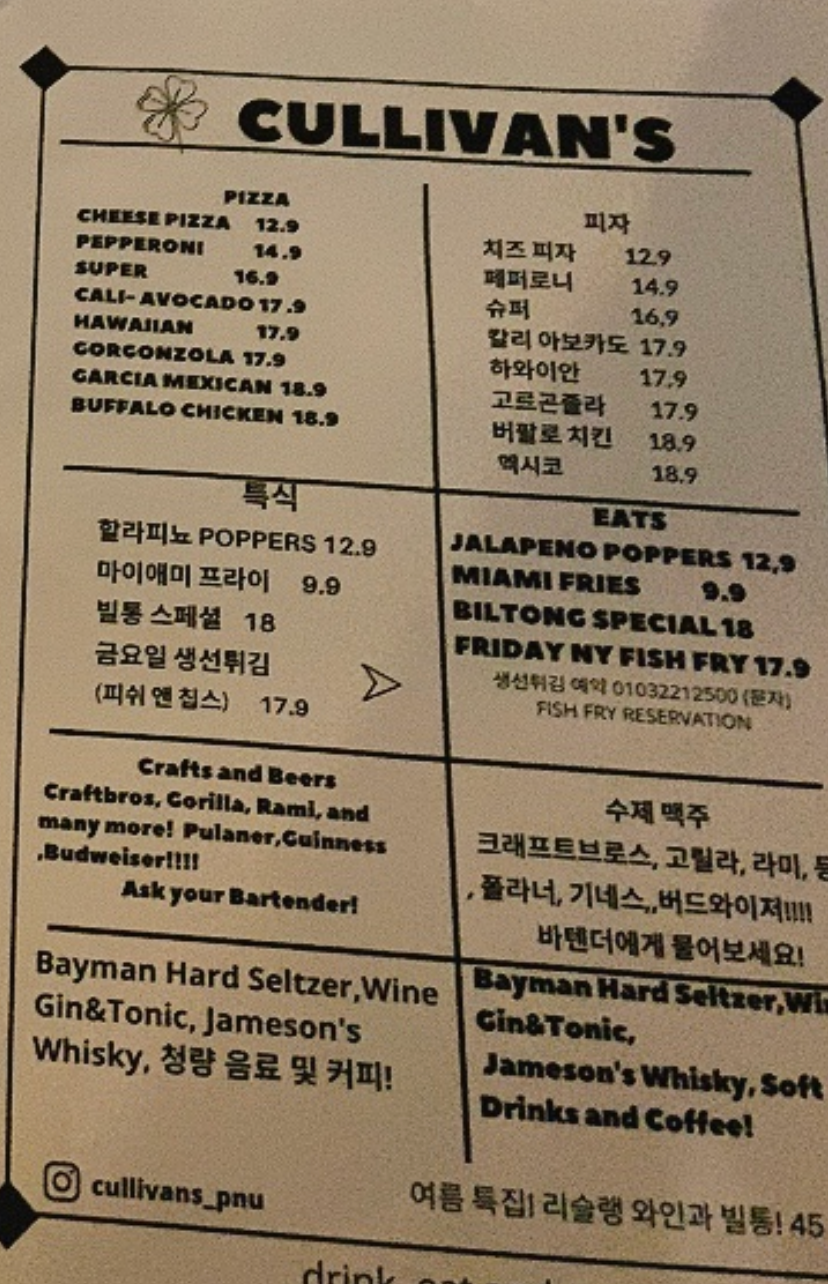 CULLIVAN'S
PIZZA
CHEESE PIZZA 12.9
PEPPERONI 14.9
SUPER 16.9
CALI- AVOCADO 17.9
HAWAIIAN 17.9
GORGONZOLA 17.9
GARCIA MEXICAN 18.9
BUFFALO CHICKEN 18.9
피자
치즈 피자 12.9
페퍼로니 14.9
슈퍼 16,9
칼리 아보카도 17.9
하와이안 17.9
고르곤졸라 17.9
버팔로 치킨 18.9
멕시코 18.9
특식
할라피뇨 POPPERS 12.9
마이애미 프라이 9.9
빌통 스페셜 18
금요일 생선튀김
(피쉬 앤 칩스) 17.9
EATS
JALAPENO POPPERS 12,9
MIAMI FRIES 9.9
BILTONG SPECIAL 18
FRIDAY NY FISH FRY 17.9
생선튀김 예약 01032212500 (문자)
FISH FRY RESERVATION
Crafts and Beers
Craftbros, Gorilla, Rami, and
many more! Pulaner,Guinness
,Budweiser!!!!
Ask your Bartender!
수제 맥주
크래프트브로스, 고릴라, 라미, 등
, 폴라너, 기네스,,버드와이저!!!!
바텐더에게 물어보세요!
Bayman Hard Seltzer,Wine
Gin&Tonic, Jameson's
Whisky, 청량 음료 및 커피!
Bayman Hard Seltzer,Win
Gin&Tonic,
Jameson's Whisky, Soft
Drinks and Coffee!
cullivans_pnu
여름 특집! 리슬랭 와인과 빌통! 45
drink, eat